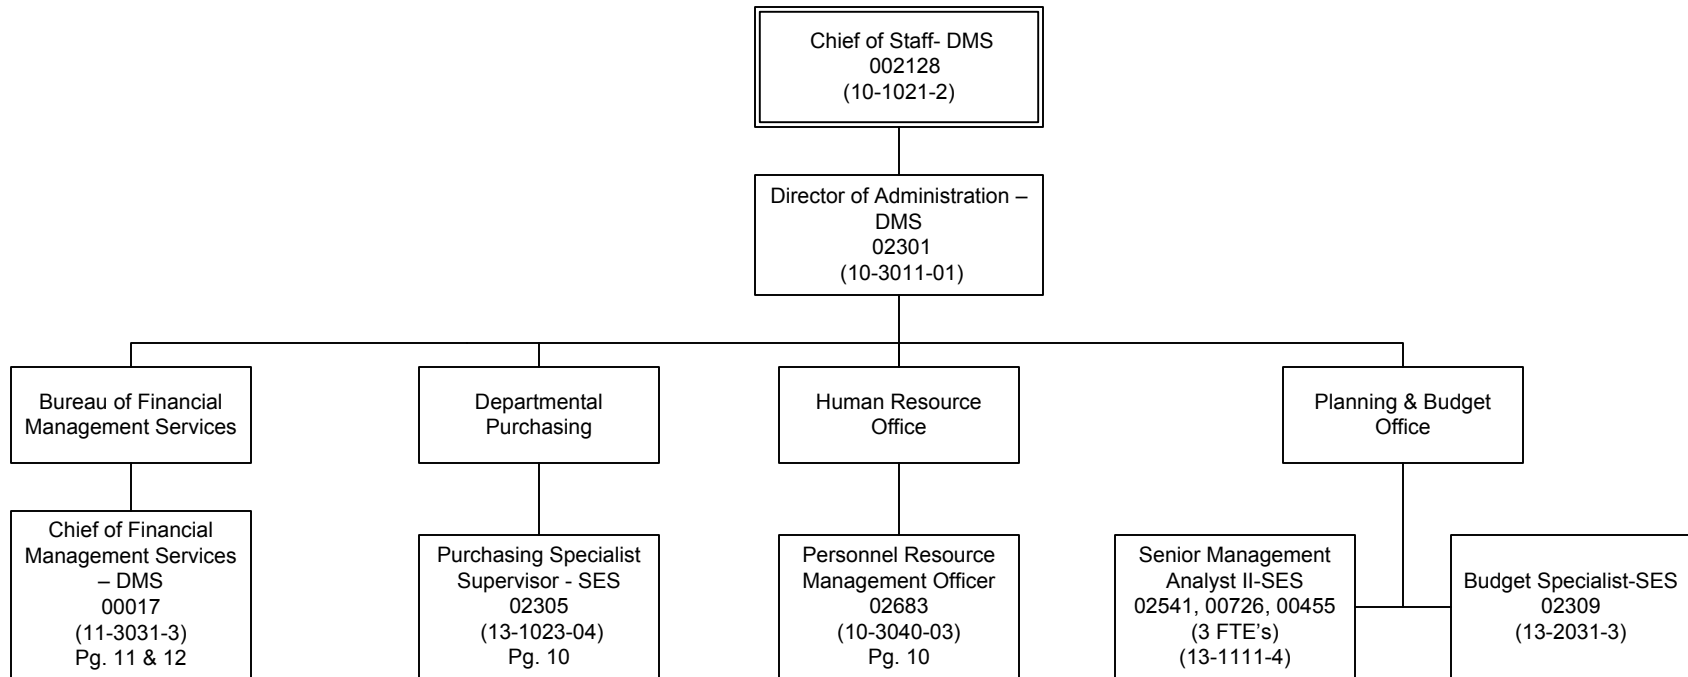 Chief of Staff- DMS
002128
(10-1021-2)
Director of Administration –
DMS
02301
(10-3011-01)
Bureau of Financial
Management Services
Departmental
Purchasing
Human Resource
Office
Planning & Budget
Office
Chief of Financial
Management Services
– DMS
00017
(11-3031-3)
Pg. 11 & 12
Purchasing Specialist
Supervisor - SES
02305
(13-1023-04)
Pg. 10
Personnel Resource
Management Officer
02683
(10-3040-03)
Pg. 10
Senior Management
Analyst II-SES
02541, 00726, 00455
(3 FTE’s)
(13-1111-4)
Budget Specialist-SES
02309
(13-2031-3)